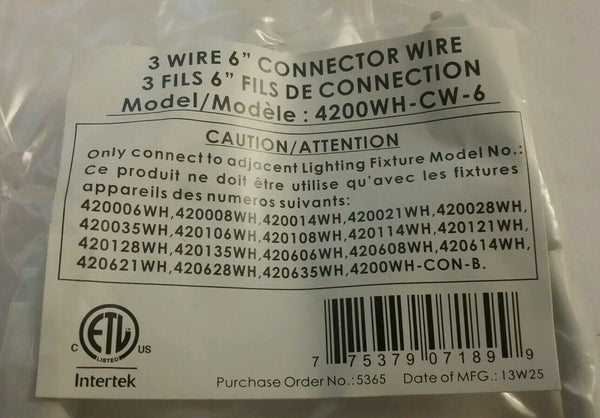 3 WIRE 6" CONNECTOR WIRE
3 FILS 6" FILS DE CONNECTION
Model/Modèle : 4200WH-CW-6
CAUTION/ATTENTION
Only connect to adjacent Lighting Fixture Model No.:
Ce produit ne doit être utilise qu'avec les fixtures
appareils des numeros suivants:
420006WH,420008WH,420014WH,420021WH,420028WH,
420035WH,420106WH,420108WH,420114WH,420121WH,
420128WH,420135WH,420606WH,420608WH,420614WH,
420621WH,420628WH,420635WH,4200WH-CON-B.
ETL
LISTED
C US
Intertek
7 75379 07189 9
Purchase Order No.:5365 Date of MFG.: 13W25